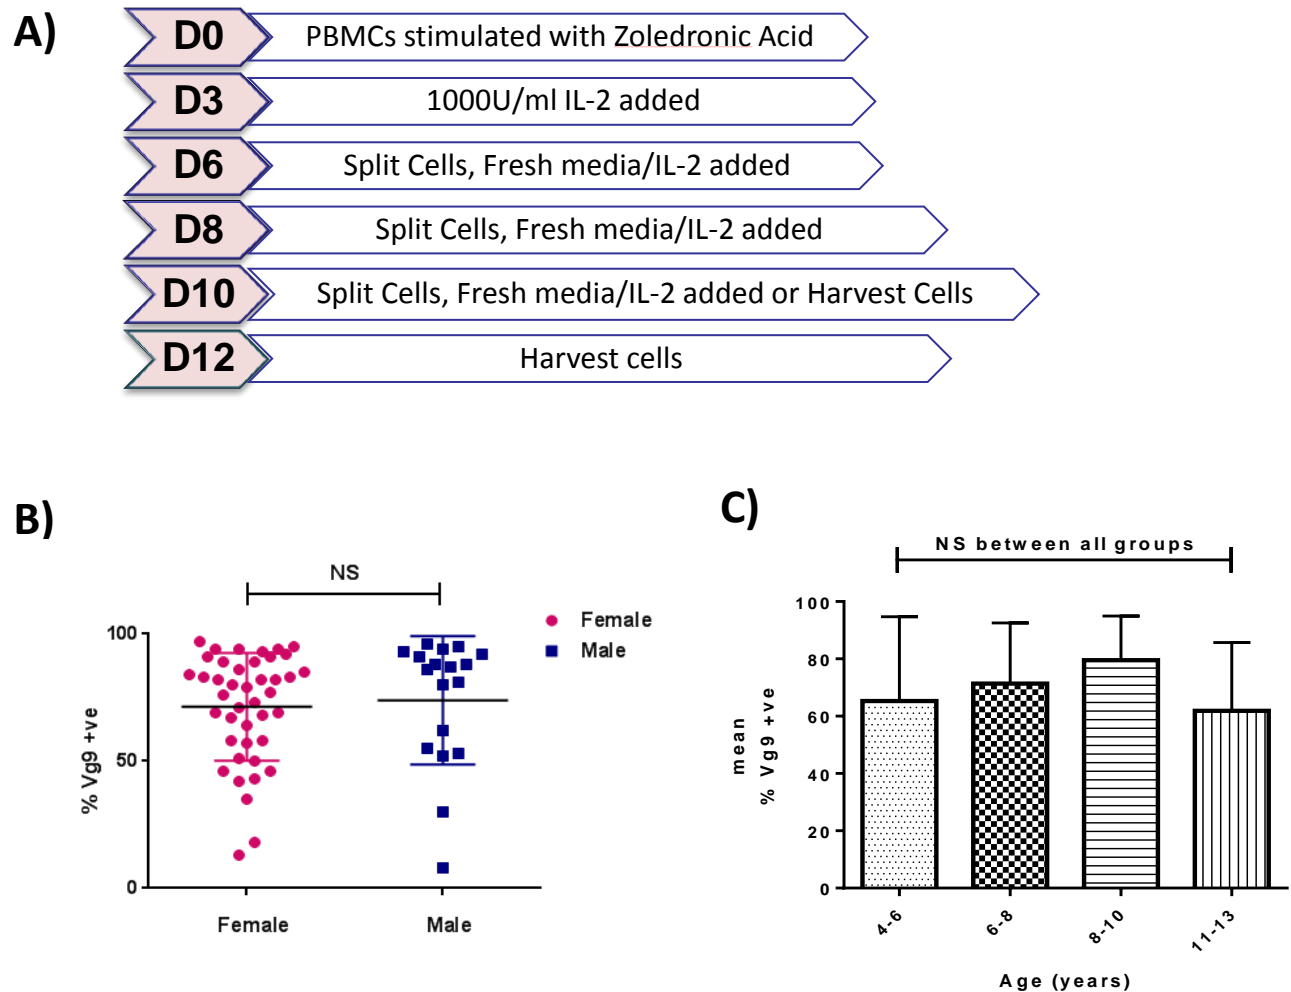 A)
D0 PBMCs stimulated with Zoledronic Acid
D3 1000U/ml IL-2 added
D6 Split Cells, Fresh media/IL-2 added
D8 Split Cells, Fresh media/IL-2 added
D10 Split Cells, Fresh media/IL-2 added or Harvest Cells
D12 Harvest cells
B)
NS
Female
Male
100
50
0
% Vg9 +ve
Female Male
C)
NS between all groups
100
80
60
40
20
0
mean
% Vg9 +ve
4-6 6-8 8-10 11-13
Age (years)